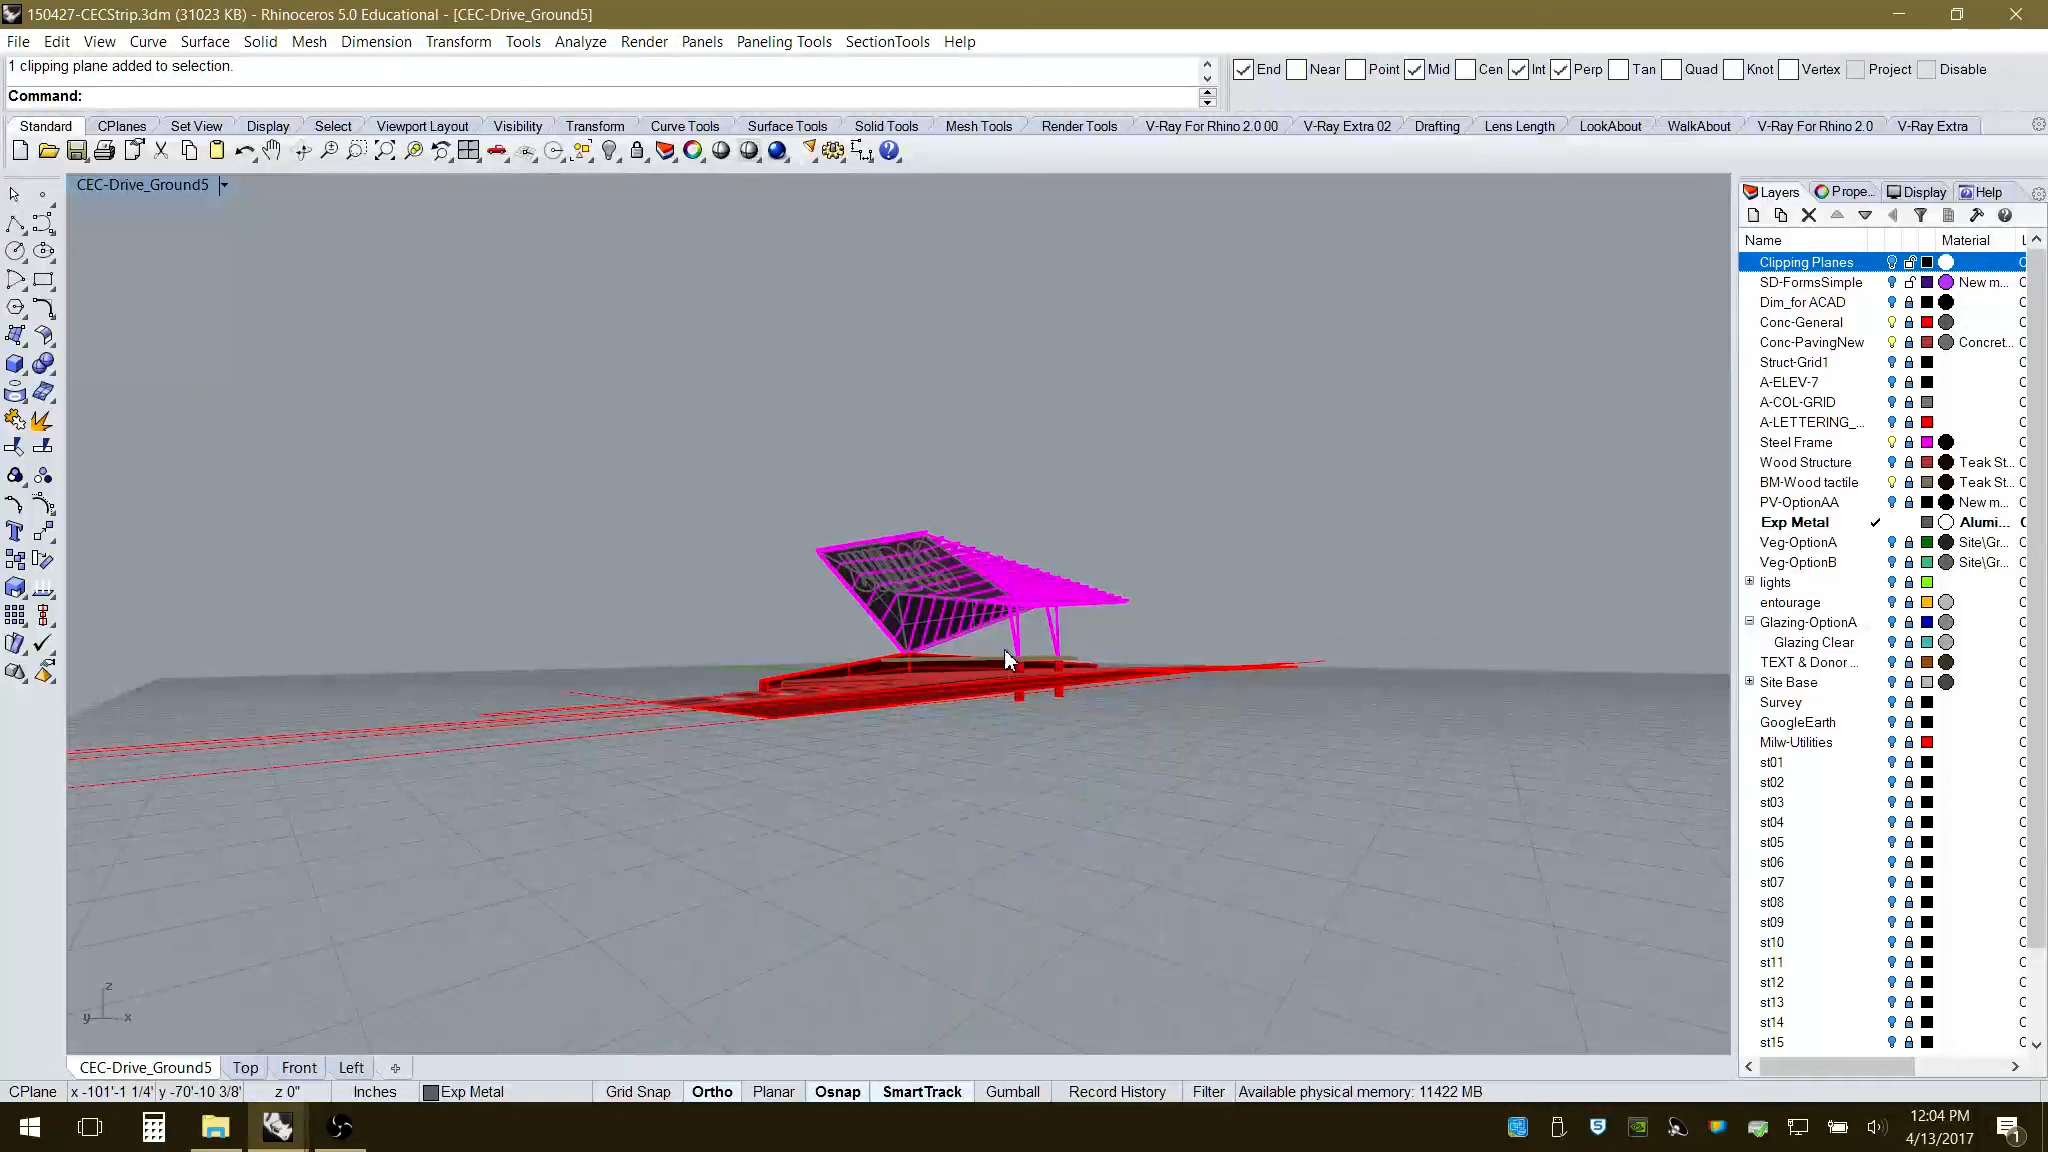 150427-CECStrip.3dm (31023 KB) - Rhinoceros 5.0 Educational - [CEC-Drive_Ground5]
File Edit View Curve Surface Solid Mesh Dimension Transform Tools Analyze Render Panels Paneling Tools SectionTools Help
1 clipping plane added to selection.
End Near Point Mid Cen Int Perp Tan Quad Knot Vertex Project Disable
Command:
Standard CPlanes Set View Display Select Viewport Layout Visibility Transform Curve Tools Surface Tools Solid Tools Mesh Tools Render Tools V-Ray For Rhino 2.0 00 V-Ray Extra 02 Drafting Lens Length LookAbout WalkAbout V-Ray For Rhino 2.0 V-Ray Extra
CEC-Drive_Ground5
Layers Prope... Display Help
Name Material L
Clipping Planes C
SD-FormsSimple New m... C
Dim_for ACAD C
Conc-General C
Conc-PavingNew Concret... C
Struct-Grid1 C
A-ELEV-7 C
A-COL-GRID C
A-LETTERING_... C
Steel Frame C
Wood Structure Teak St... C
BM-Wood tactile Teak St... C
PV-OptionAA New m... C
Exp Metal Alumi... C
Veg-OptionA Site\Gr... C
Veg-OptionB Site\Gr... C
lights C
entourage C
Glazing-OptionA C
Glazing Clear C
TEXT & Donor ... C
Site Base C
Survey C
GoogleEarth C
Milw-Utilities C
st01 C
st02 C
st03 C
st04 C
st05 C
st06 C
st07 C
st08 C
st09 C
st10 C
st11 C
st12 C
st13 C
st14 C
st15 C
z
y x
CEC-Drive_Ground5 Top Front Left
CPlane x -101'-1 1/4' y -70'-10 3/8' z 0" Inches Exp Metal Grid Snap Ortho Planar Osnap SmartTrack Gumball Record History Filter Available physical memory: 11422 MB
12:04 PM
4/13/2017
1